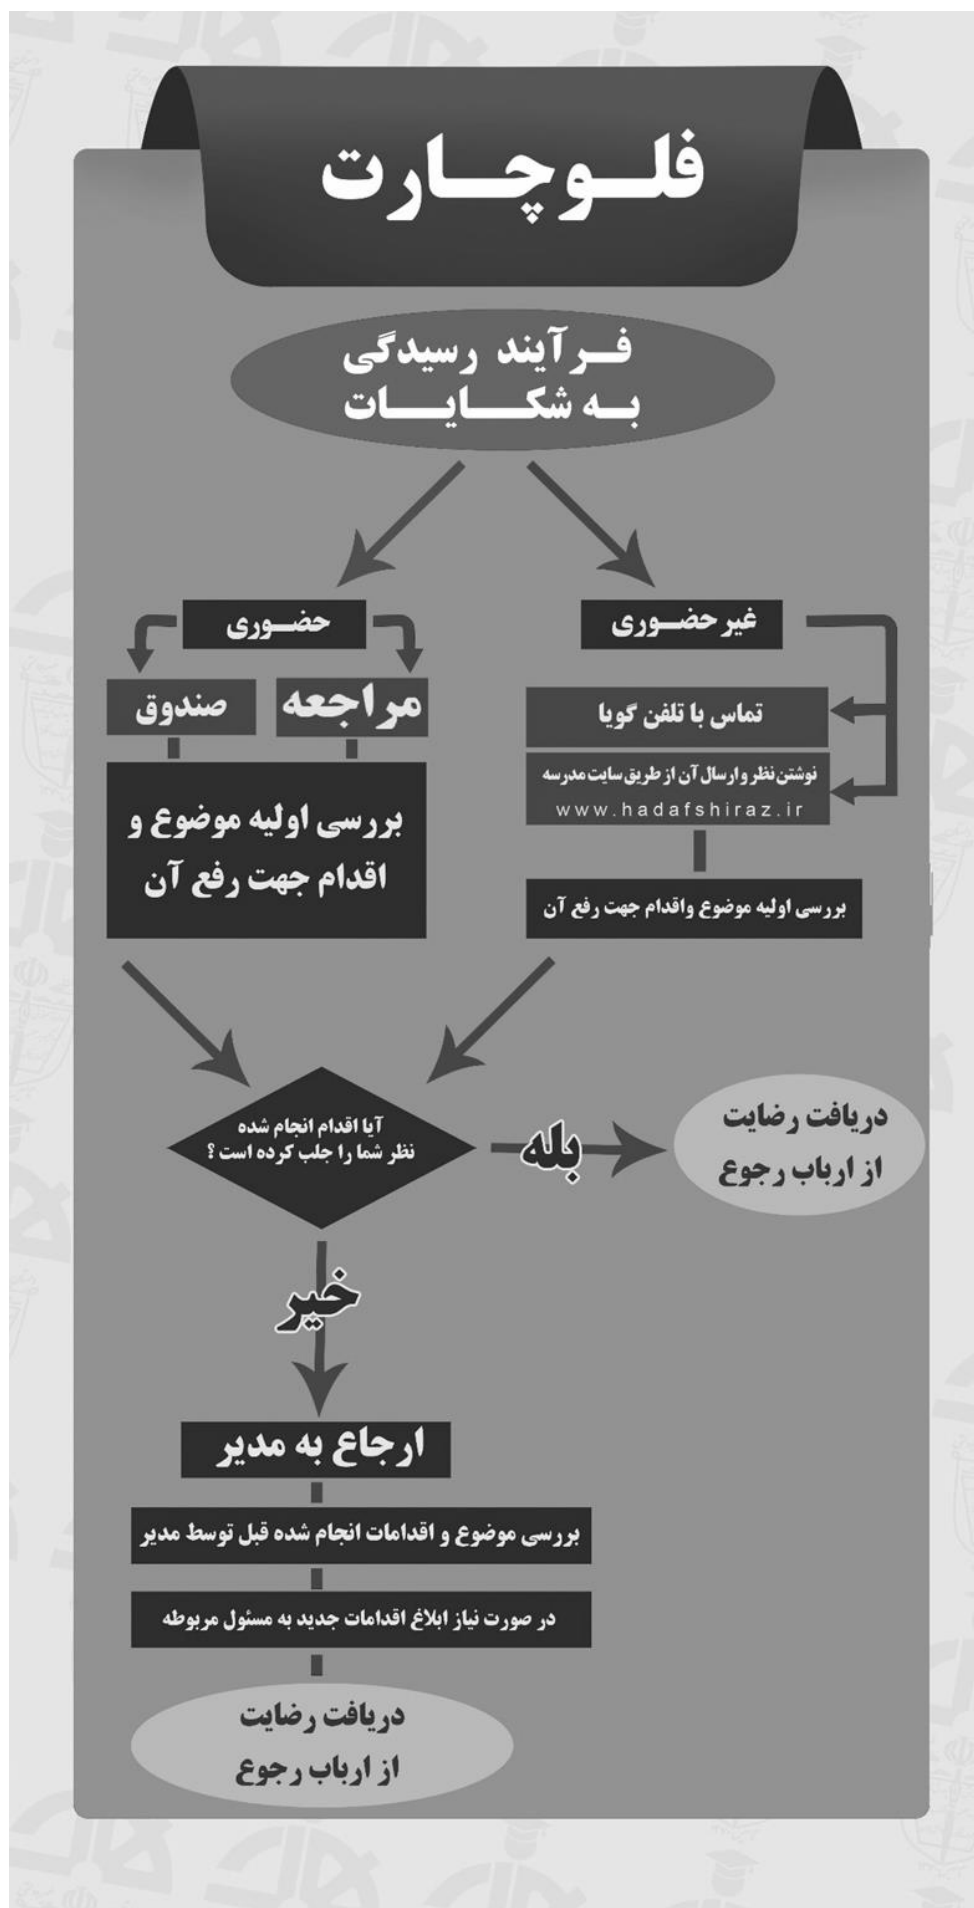 فلوچارت
فرآیند رسیدگی
به شکایات
غیر حضوری
تماس با تلفن گویا
نوشتن نظر و ارسال آن از طریق سایت مدرسه
www.hadafshiraz.ir
بررسی اولیه موضوع واقدام جهت رفع آن
حضوری
مراجعه
صندوق
بررسی اولیه موضوع و
اقدام جهت رفع آن
آیا اقدام انجام شده
نظر شما را جلب کرده است ؟
بله
دریافت رضایت
از ارباب رجوع
خیر
ارجاع به مدیر
بررسی موضوع و اقدامات انجام شده قبل توسط مدیر
در صورت نیاز ابلاغ اقدامات جدید به مسئول مربوطه
دریافت رضایت
از ارباب رجوع